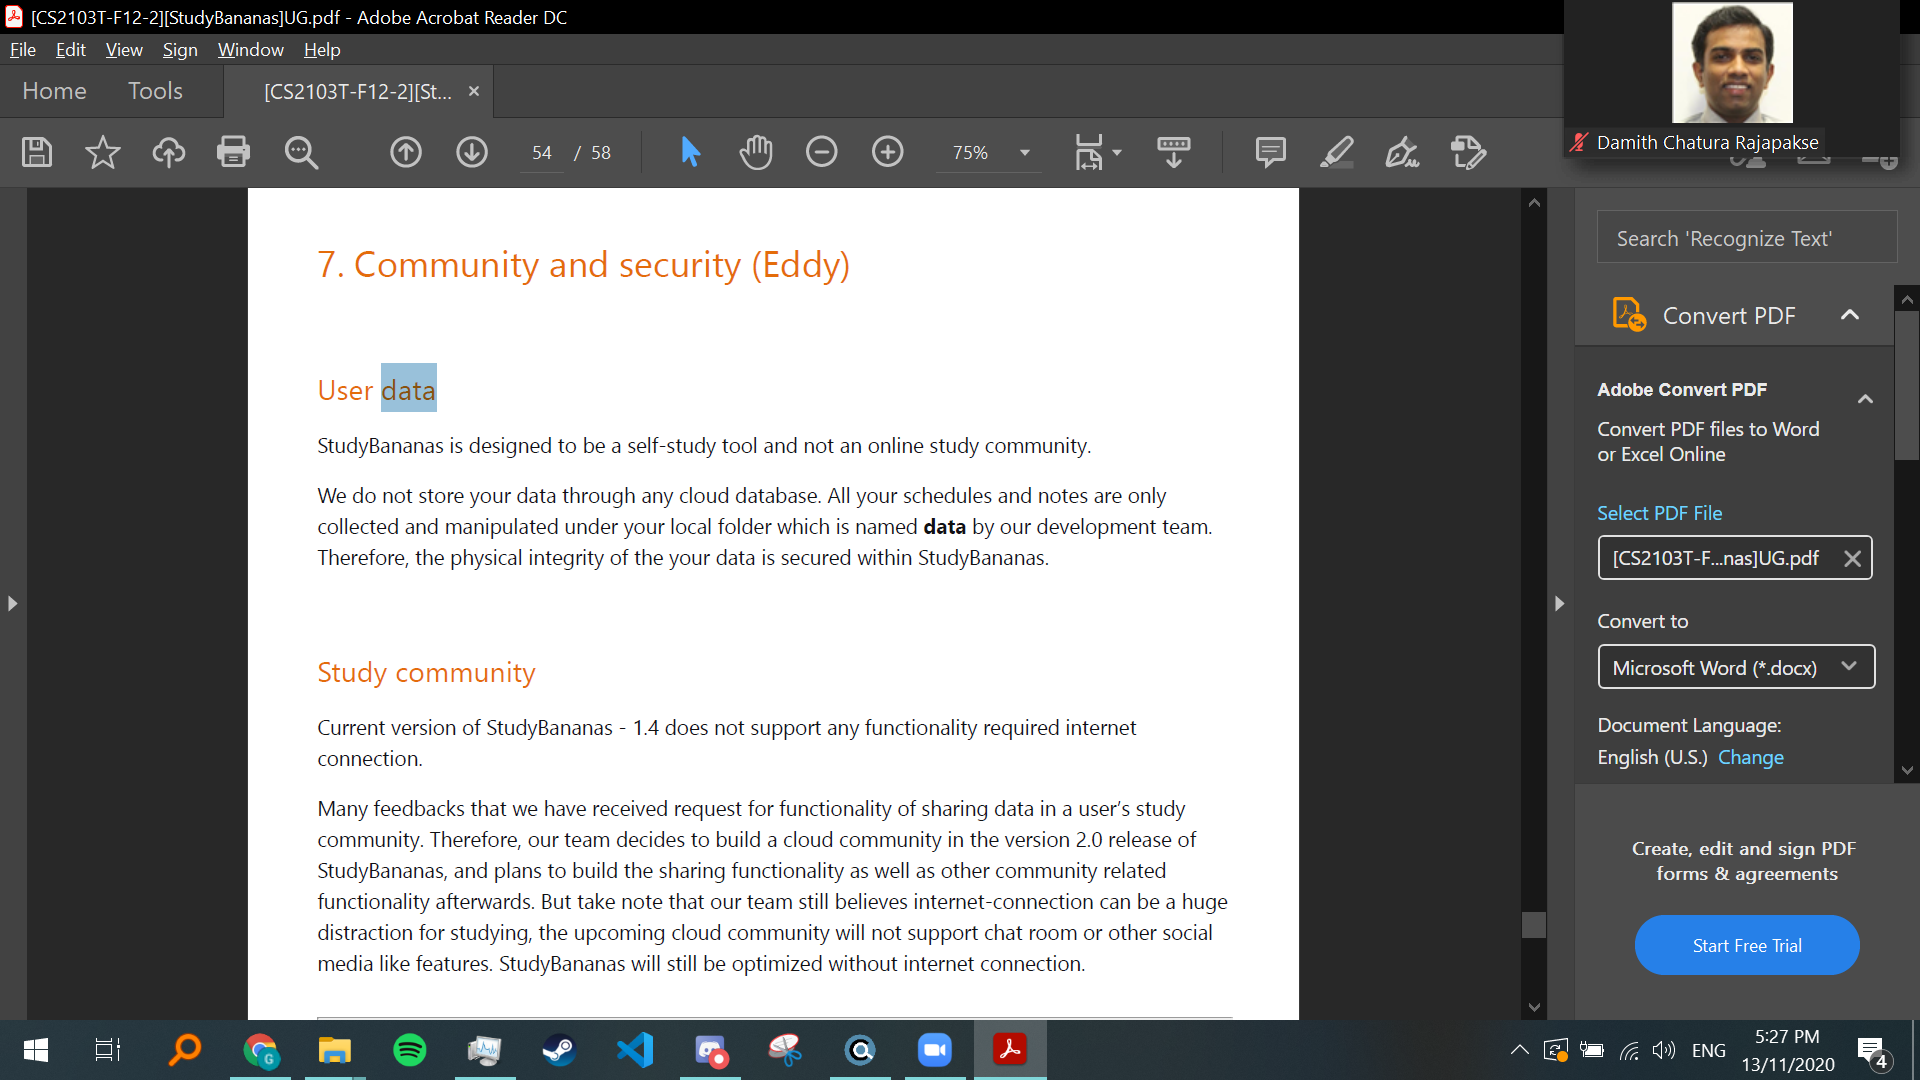 [CS2103T-F12-2][StudyBananas]UG.pdf - Adobe Acrobat Reader DC
File Edit View Sign Window Help
Home Tools [CS2103T-F12-2][St...
54 / 58 75%
Damith Chatura Rajapakse
7. Community and security (Eddy)
User data
StudyBananas is designed to be a self-study tool and not an online study community.
We do not store your data through any cloud database. All your schedules and notes are only
collected and manipulated under your local folder which is named data by our development team.
Therefore, the physical integrity of the your data is secured within StudyBananas.
Study community
Current version of StudyBananas - 1.4 does not support any functionality required internet
connection.
Many feedbacks that we have received request for functionality of sharing data in a user’s study
community. Therefore, our team decides to build a cloud community in the version 2.0 release of
StudyBananas, and plans to build the sharing functionality as well as other community related
functionality afterwards. But take note that our team still believes internet-connection can be a huge
distraction for studying, the upcoming cloud community will not support chat room or other social
media like features. StudyBananas will still be optimized without internet connection.
Search 'Recognize Text'
Convert PDF
Adobe Convert PDF
Convert PDF files to Word
or Excel Online
Select PDF File
[CS2103T-F...nas]UG.pdf
Convert to
Microsoft Word (*.docx)
Document Language:
English (U.S.) Change
Create, edit and sign PDF
forms & agreements
Start Free Trial
G
ENG
5:27 PM
13/11/2020
4